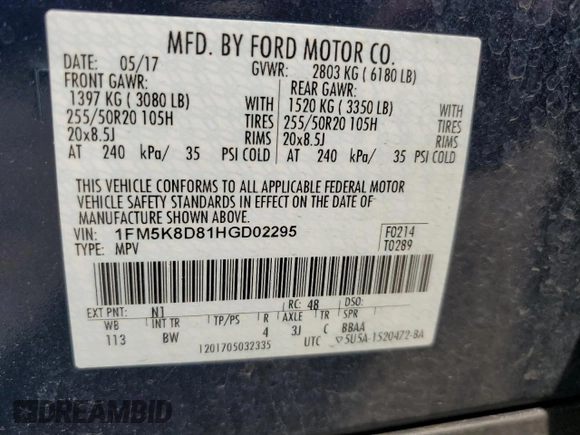 MFD. BY FORD MOTOR CO.
DATE: 05/17 GVWR: 2803 KG ( 6180 LB)
FRONT GAWR: REAR GAWR:
1397 KG ( 3080 LB) WITH 1520 KG ( 3350 LB) WITH
255/50R20 105H TIRES 255/50R20 105H TIRES
20x8.5J RIMS 20x8.5J RIMS
AT 240 kPa/ 35 PSI COLD AT 240 kPa/ 35 PSI COLD
THIS VEHICLE CONFORMS TO ALL APPLICABLE FEDERAL MOTOR
VEHICLE SAFETY STANDARDS IN EFFECT ON THE DATE OF
MANUFACTURE SHOWN ABOVE.
VIN: 1FM5K8D81HGD02295 F0214
TYPE: MPV T0289
EXT PNT: N1 RC: 48 DSO:
WB INT TR TP/PS R AXLE TR SPR
113 BW 4 3J C BBAA
1201705032335 UTC 5U5A-1520472-BA
DREAMBID